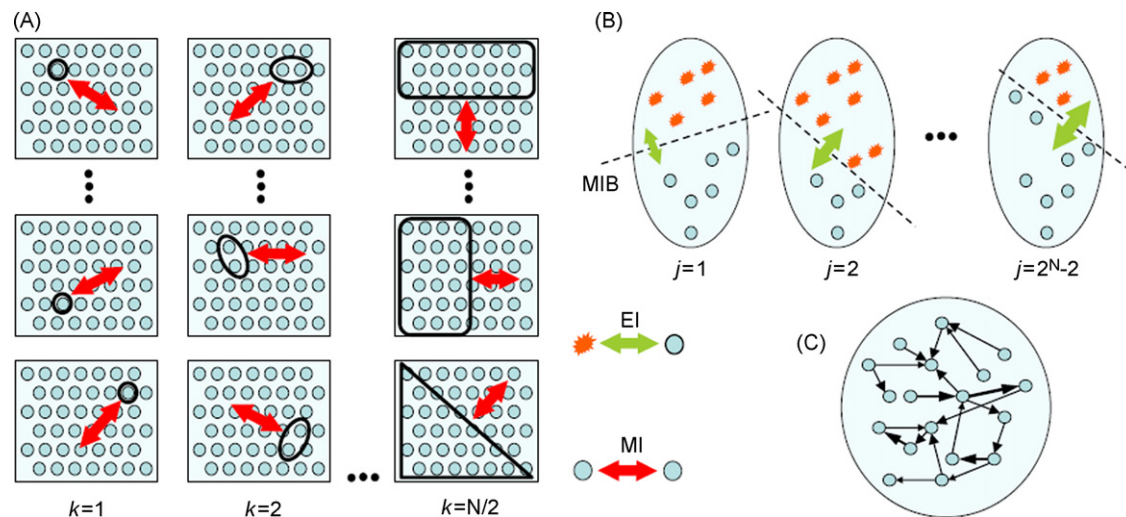 (A)
k=1
k=2
k=N/2
(B)
MIB
j=1
j=2
j=2ᴺ-2
EI
MI
(C)